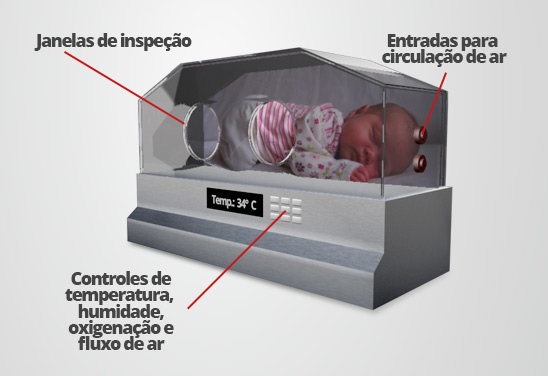 Janelas de inspeção
Entradas para
circulação de ar
Temp.: 34° C
Controles de
temperatura,
humidade,
oxigenação e
fluxo de ar